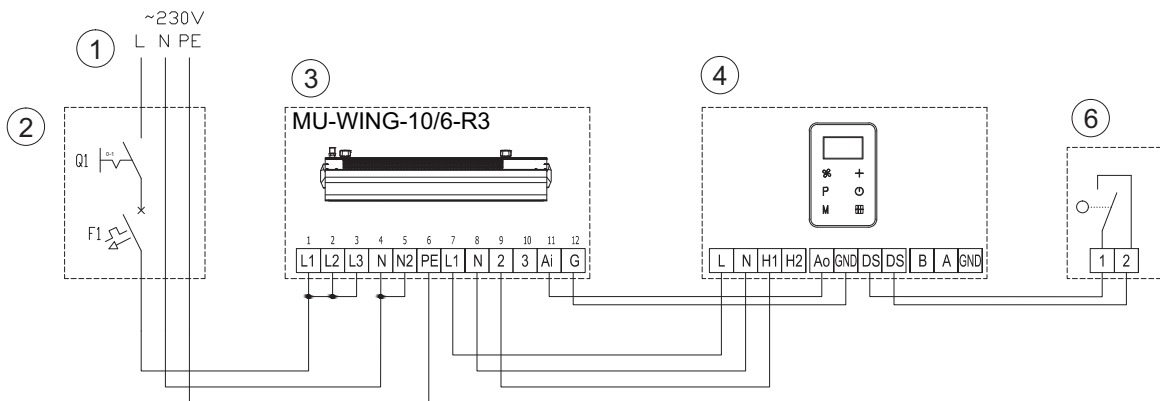 ~230V
L N PE
1
2
Q1
0-1
F1
3
MU-WING-10/6-R3
1 2 3 4 5 6 7 8 9 10 11 12
L1 L2 L3 N N2 PE L1 N 2 3 Ai G
4
P
M
L N H1 H2 Ao GND DS DS B A GND
6
1 2